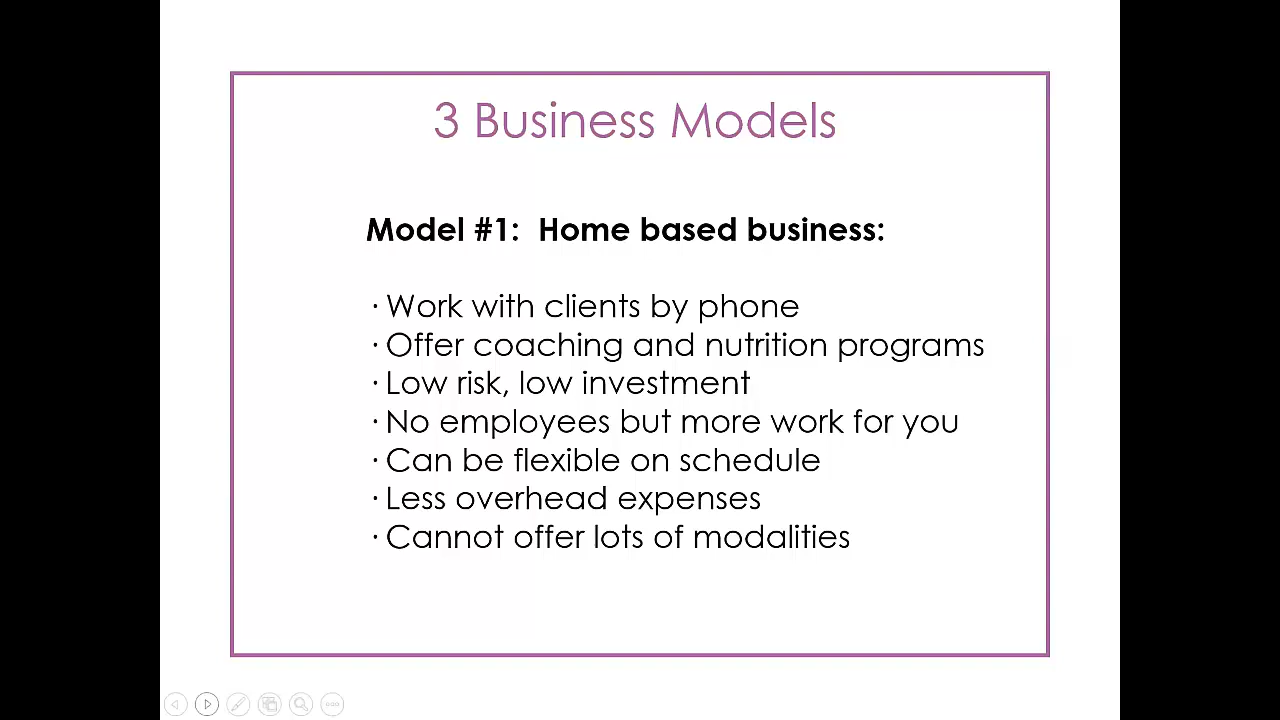 3 Business Models
Model #1:  Home based business:
· Work with clients by phone
· Offer coaching and nutrition programs
· Low risk, low investment
· No employees but more work for you
· Can be flexible on schedule
· Less overhead expenses
· Cannot offer lots of modalities